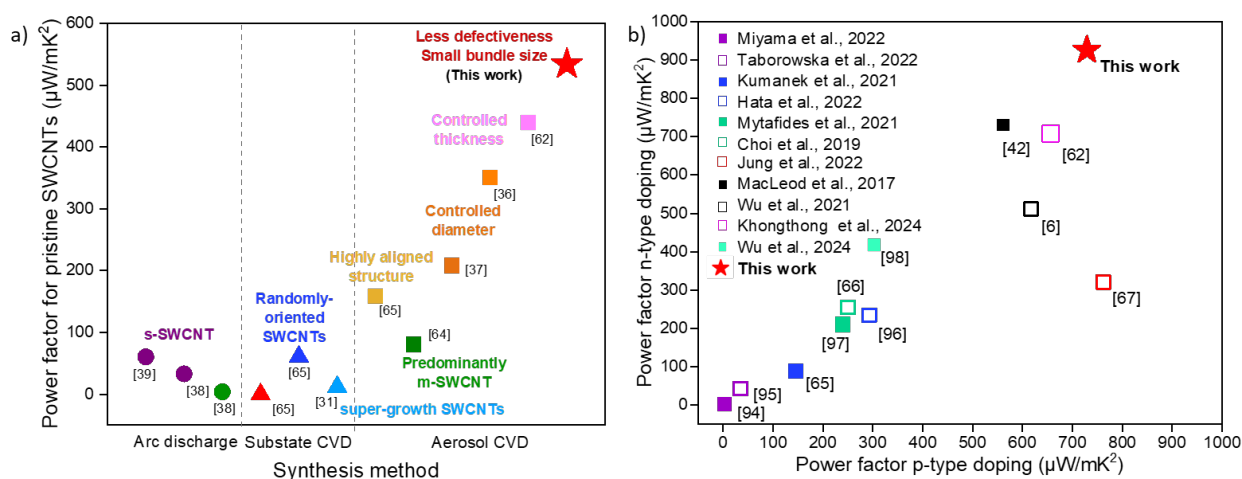 a)
Power factor for pristine SWCNTs (μW/mK²)
600
500
400
300
200
100
0
Less defectiveness
Small bundle size
(This work)
Controlled
thickness
[62]
[36]
Controlled
diameter
[37]
Highly aligned
structure
[65]
[64]
Predominantly
m-SWCNT
Randomly-
oriented
SWCNTs
[65]
[65]
[31]
super-growth SWCNTs
s-SWCNT
[39]
[38]
[38]
Arc discharge
Substate CVD
Aerosol CVD
Synthesis method
b)
Power factor n-type doping (μW/mK²)
1000
900
800
700
600
500
400
300
200
100
0
Miyama et al., 2022
Taborowska et al., 2022
Kumanek et al., 2021
Hata et al., 2022
Mytafides et al., 2021
Choi et al., 2019
Jung et al., 2022
MacLeod et al., 2017
Wu et al., 2021
Khongthong et al., 2024
Wu et al., 2024
This work
This work
[42]
[62]
[6]
[98]
[67]
[66]
[96]
[97]
[65]
[95]
[94]
0 100 200 300 400 500 600 700 800 900 1000
Power factor p-type doping (μW/mK²)